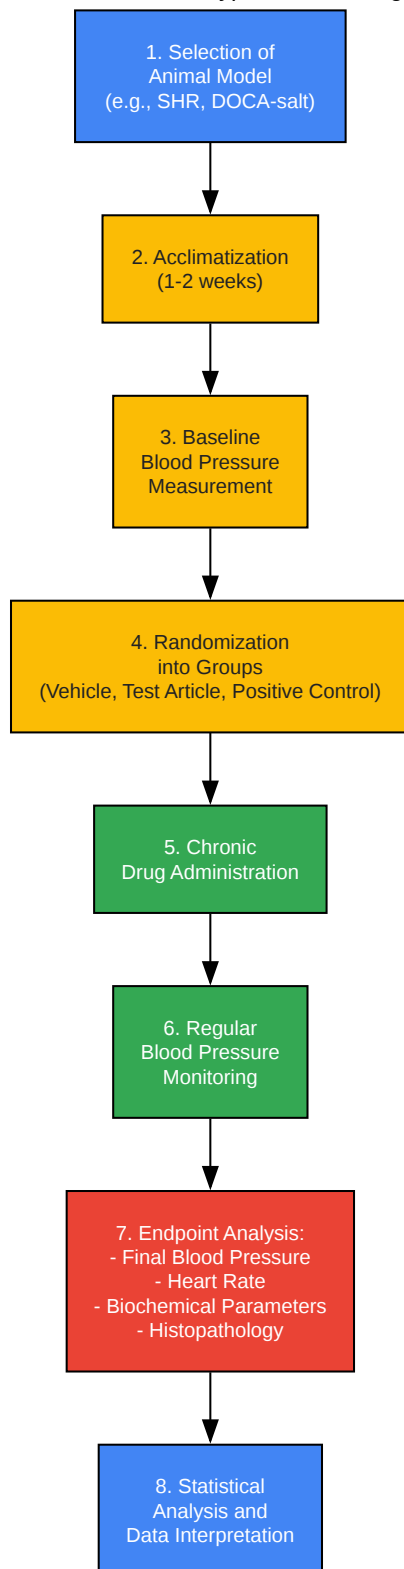 1. Selection of
Animal Model
(e.g., SHR, DOCA-salt)
2. Acclimatization
(1-2 weeks)
3. Baseline
Blood Pressure
Measurement
4. Randomization
into Groups
(Vehicle, Test Article, Positive Control)
5. Chronic
Drug Administration
6. Regular
Blood Pressure
Monitoring
7. Endpoint Analysis:
- Final Blood Pressure
- Heart Rate
- Biochemical Parameters
- Histopathology
8. Statistical
Analysis and
Data Interpretation